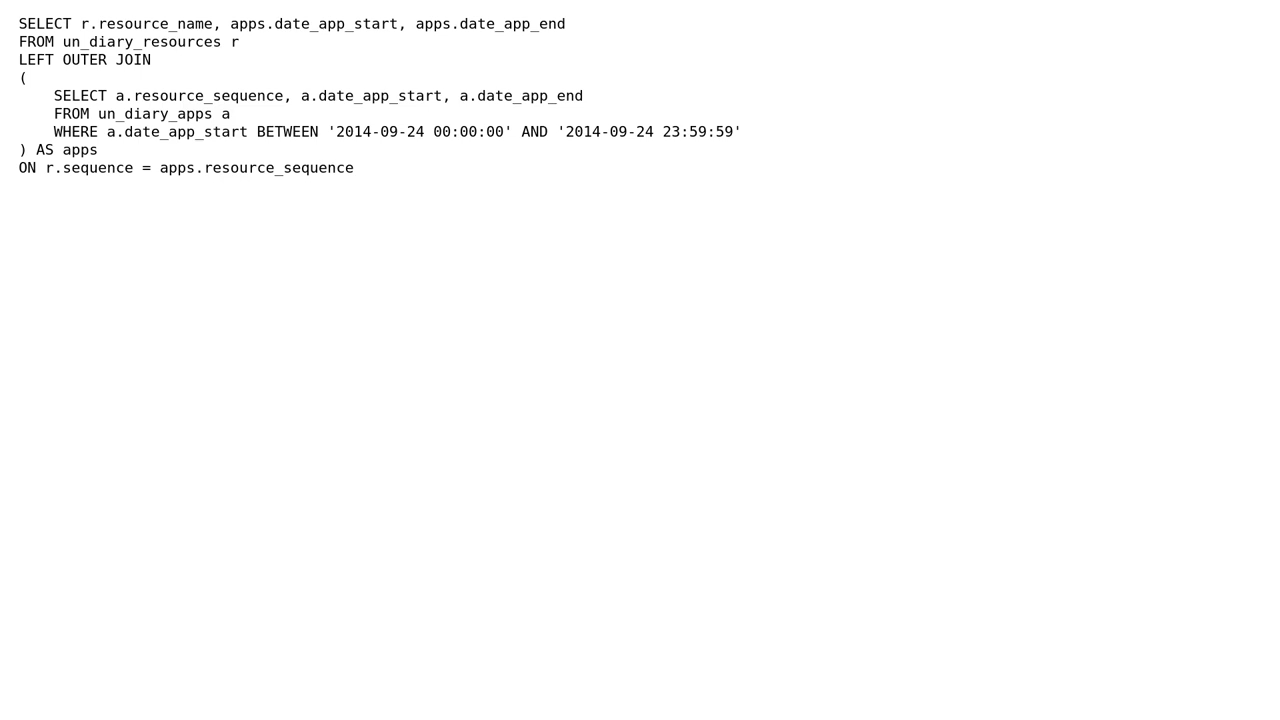 SELECT r.resource_name, apps.date_app_start, apps.date_app_end
FROM un_diary_resources r
LEFT OUTER JOIN
(
    SELECT a.resource_sequence, a.date_app_start, a.date_app_end
    FROM un_diary_apps a
    WHERE a.date_app_start BETWEEN '2014-09-24 00:00:00' AND '2014-09-24 23:59:59'
) AS apps
ON r.sequence = apps.resource_sequence